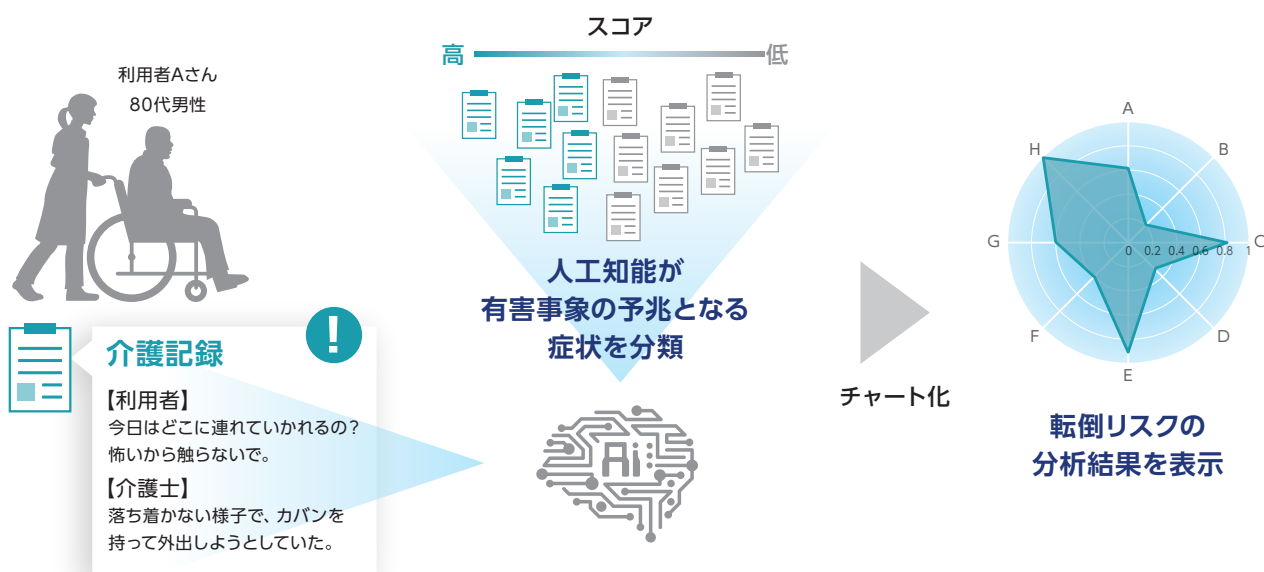 利用者Aさん
80代男性
介護記録
!
【利用者】
今日はどこに連れていかれるの？
怖いから触らないで。
【介護士】
落ち着かない様子で、カバンを
持って外出しようとしていた。
スコア
高 低
人工知能が
有害事象の予兆となる
症状を分類
Ai
チャート化
A
B
C
D
E
F
G
H
0 0.2 0.4 0.6 0.8 1
転倒リスクの
分析結果を表示